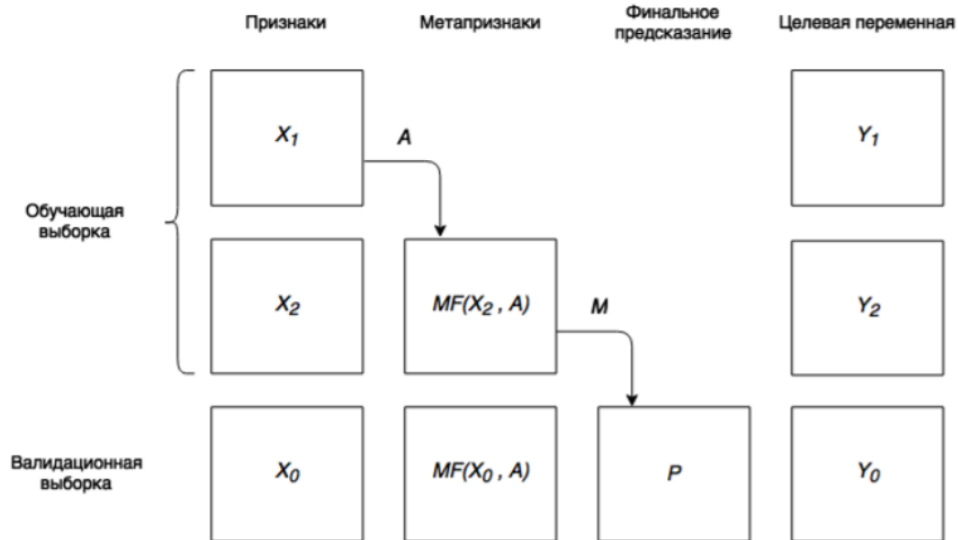 Признаки
Метапризнаки
Финальное
предсказание
Целевая переменная
X1
A
Y1
Обучающая
выборка
X2
MF(X2 , A)
M
Y2
Валидационная
выборка
X0
MF(X0 , A)
P
Y0